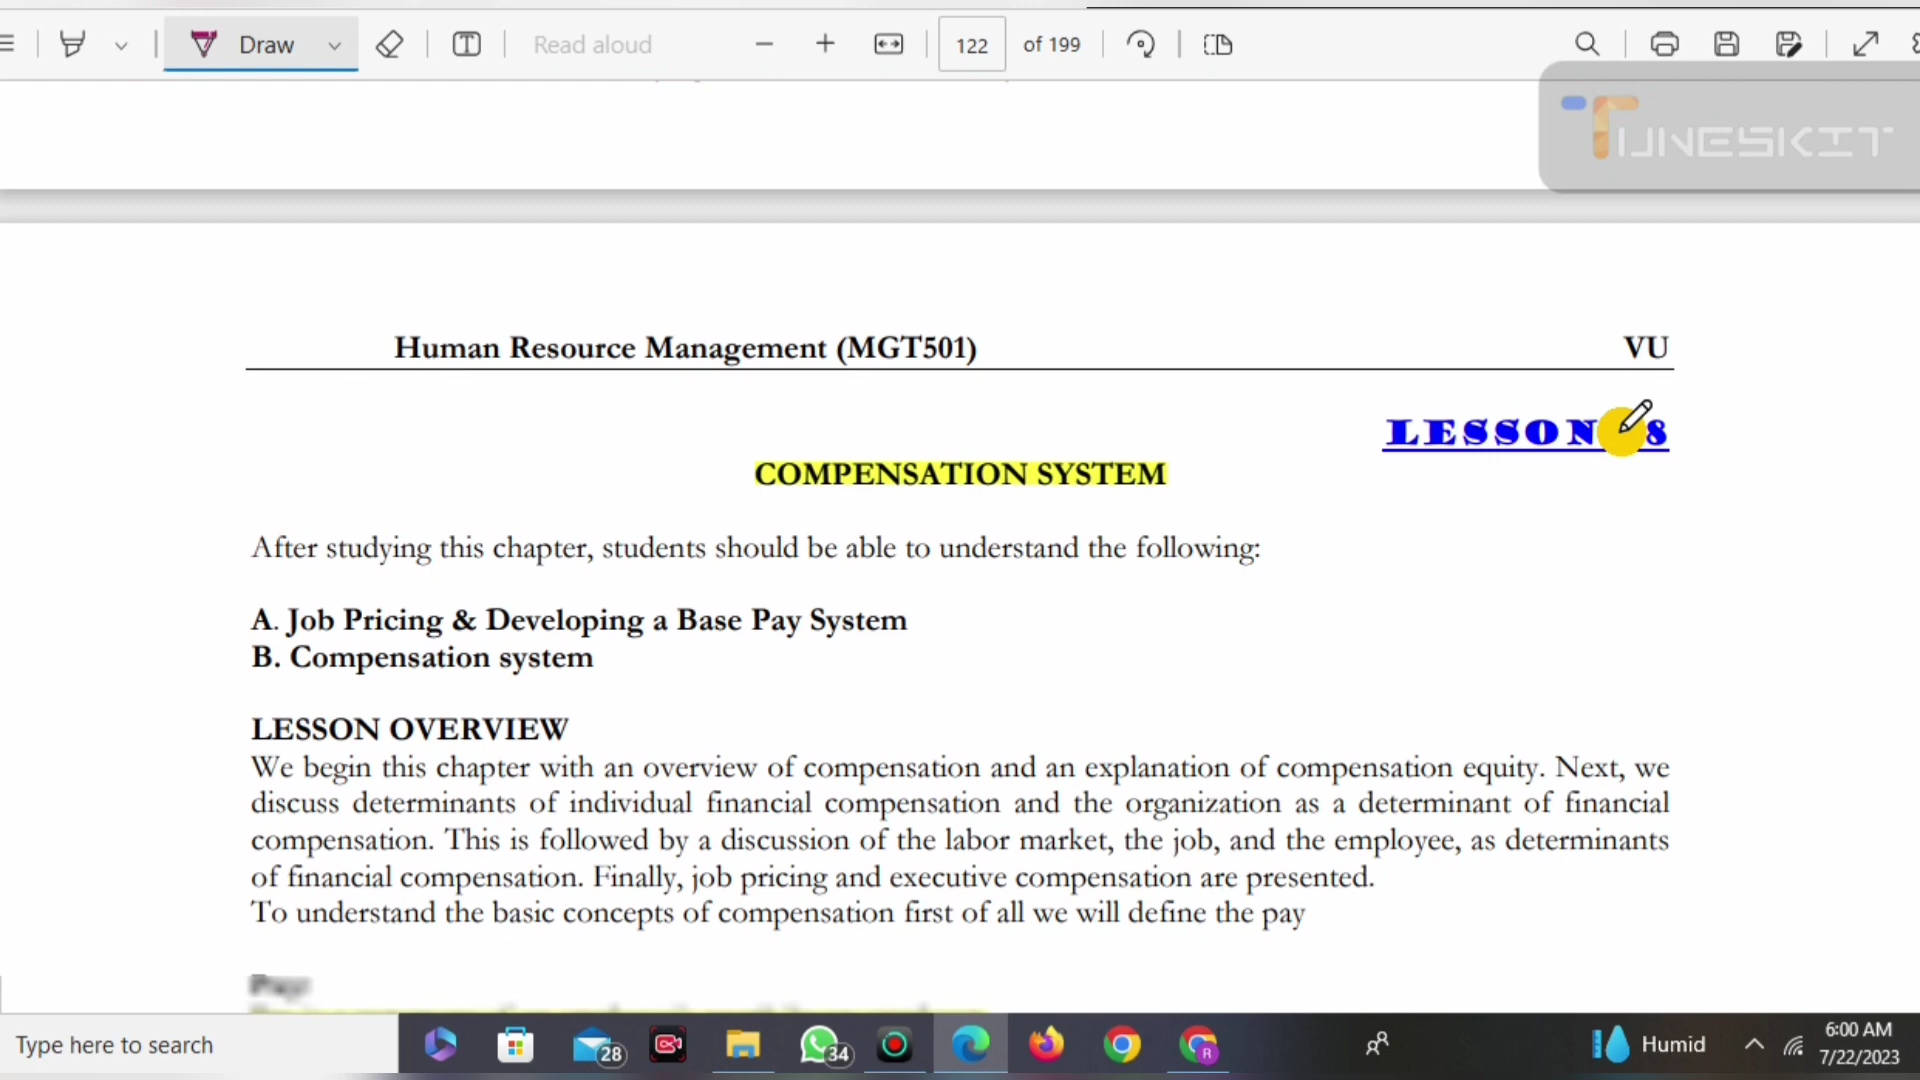 Draw
Read aloud
122 of 199
TUNESKIT
Human Resource Management (MGT501) VU
LESSON 8
COMPENSATION SYSTEM
After studying this chapter, students should be able to understand the following:
A. Job Pricing & Developing a Base Pay System
B. Compensation system
LESSON OVERVIEW
We begin this chapter with an overview of compensation and an explanation of compensation equity. Next, we
discuss determinants of individual financial compensation and the organization as a determinant of financial
compensation. This is followed by a discussion of the labor market, the job, and the employee, as determinants
of financial compensation. Finally, job pricing and executive compensation are presented.
To understand the basic concepts of compensation first of all we will define the pay
Pay:
Type here to search
28
34
R
Humid
6:00 AM
7/22/2023